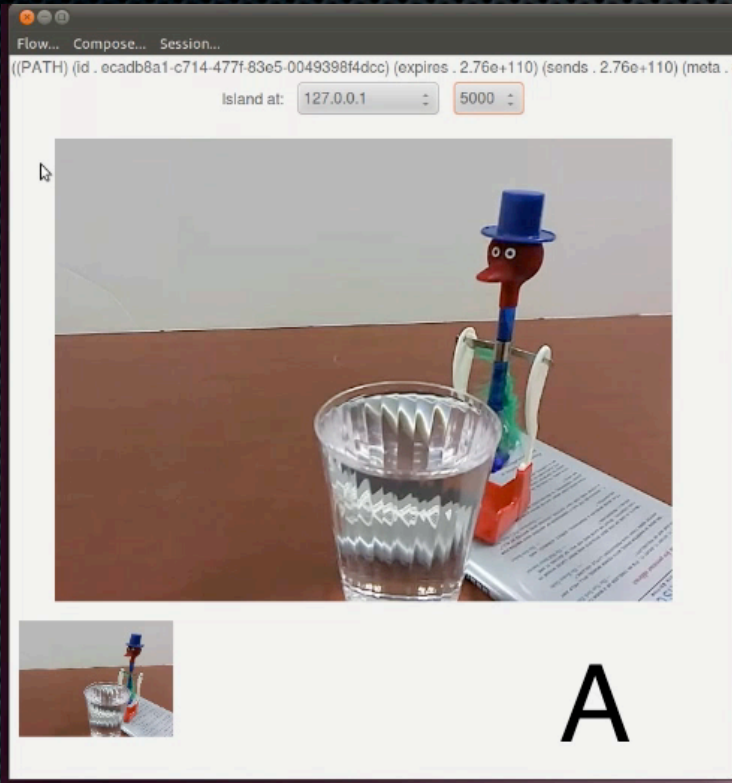 Flow... Compose... Session...
((PATH) (id . ecadb8a1-c714-477f-83e5-0049398f4dcc) (expires . 2.76e+110) (sends . 2.76e+110) (meta .
Island at: 127.0.0.1 5000
A